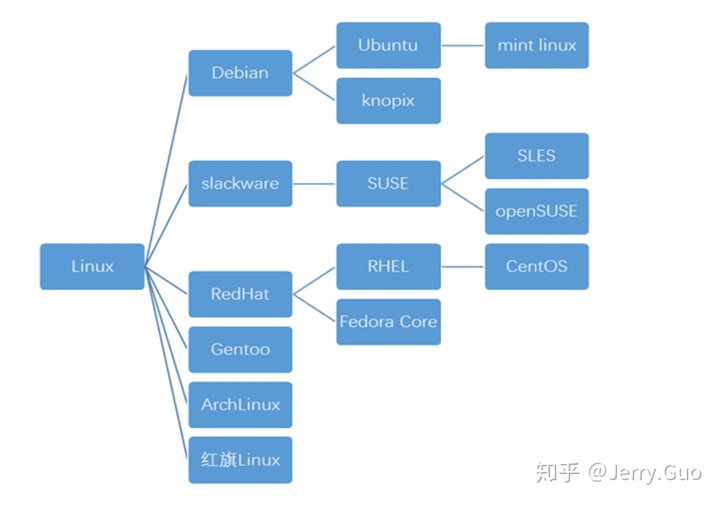 Ubuntu
mint linux
Debian
knopix
SLES
slackware
SUSE
openSUSE
Linux
RHEL
CentOS
RedHat
Fedora Core
Gentoo
ArchLinux
红旗Linux
知乎 @Jerry.Guo